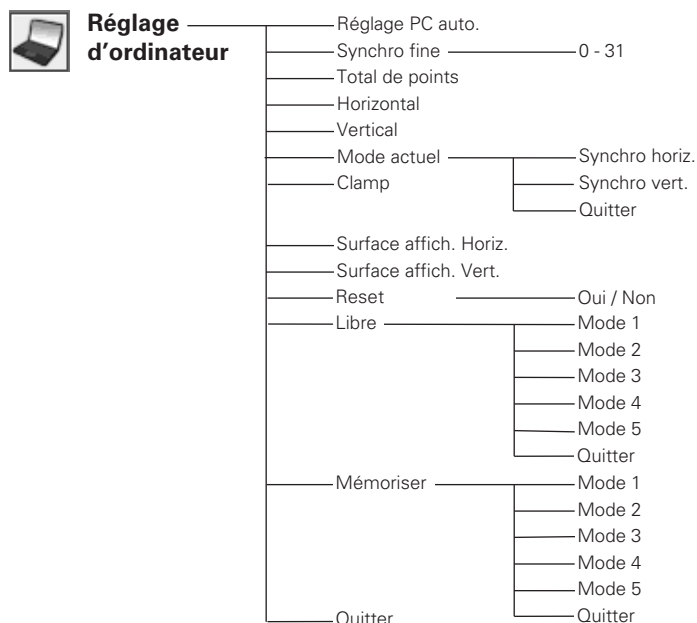 Réglage
d’ordinateur
Réglage PC auto.
Synchro fine 0 - 31
Total de points
Horizontal
Vertical
Mode actuel Synchro horiz.
Clamp Synchro vert.
Quitter
Surface affich. Horiz.
Surface affich. Vert.
Reset Oui / Non
Libre Mode 1
Mode 2
Mode 3
Mode 4
Mode 5
Quitter
Mémoriser Mode 1
Mode 2
Mode 3
Mode 4
Mode 5
Quitter Quitter